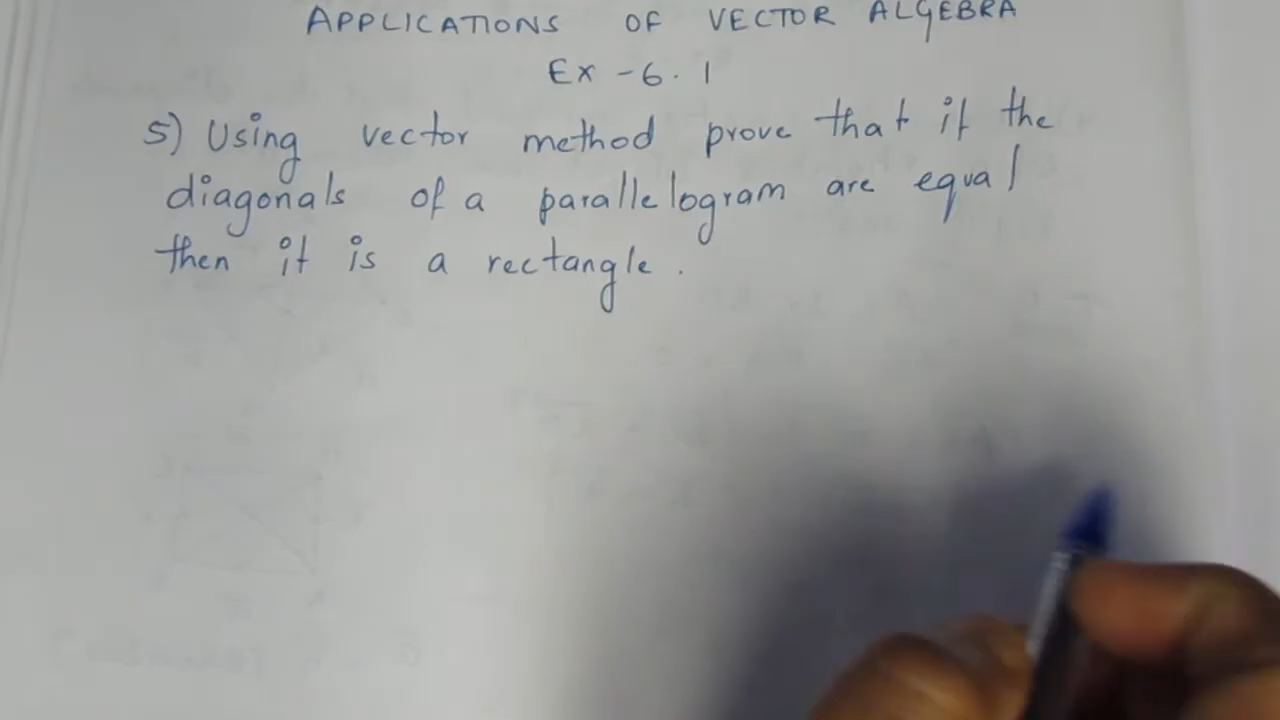 APPLICATIONS OF VECTOR ALGEBRA
Ex - 6.1
5) Using vector method prove that if the
diagonals of a parallelogram are equal
then it is a rectangle.